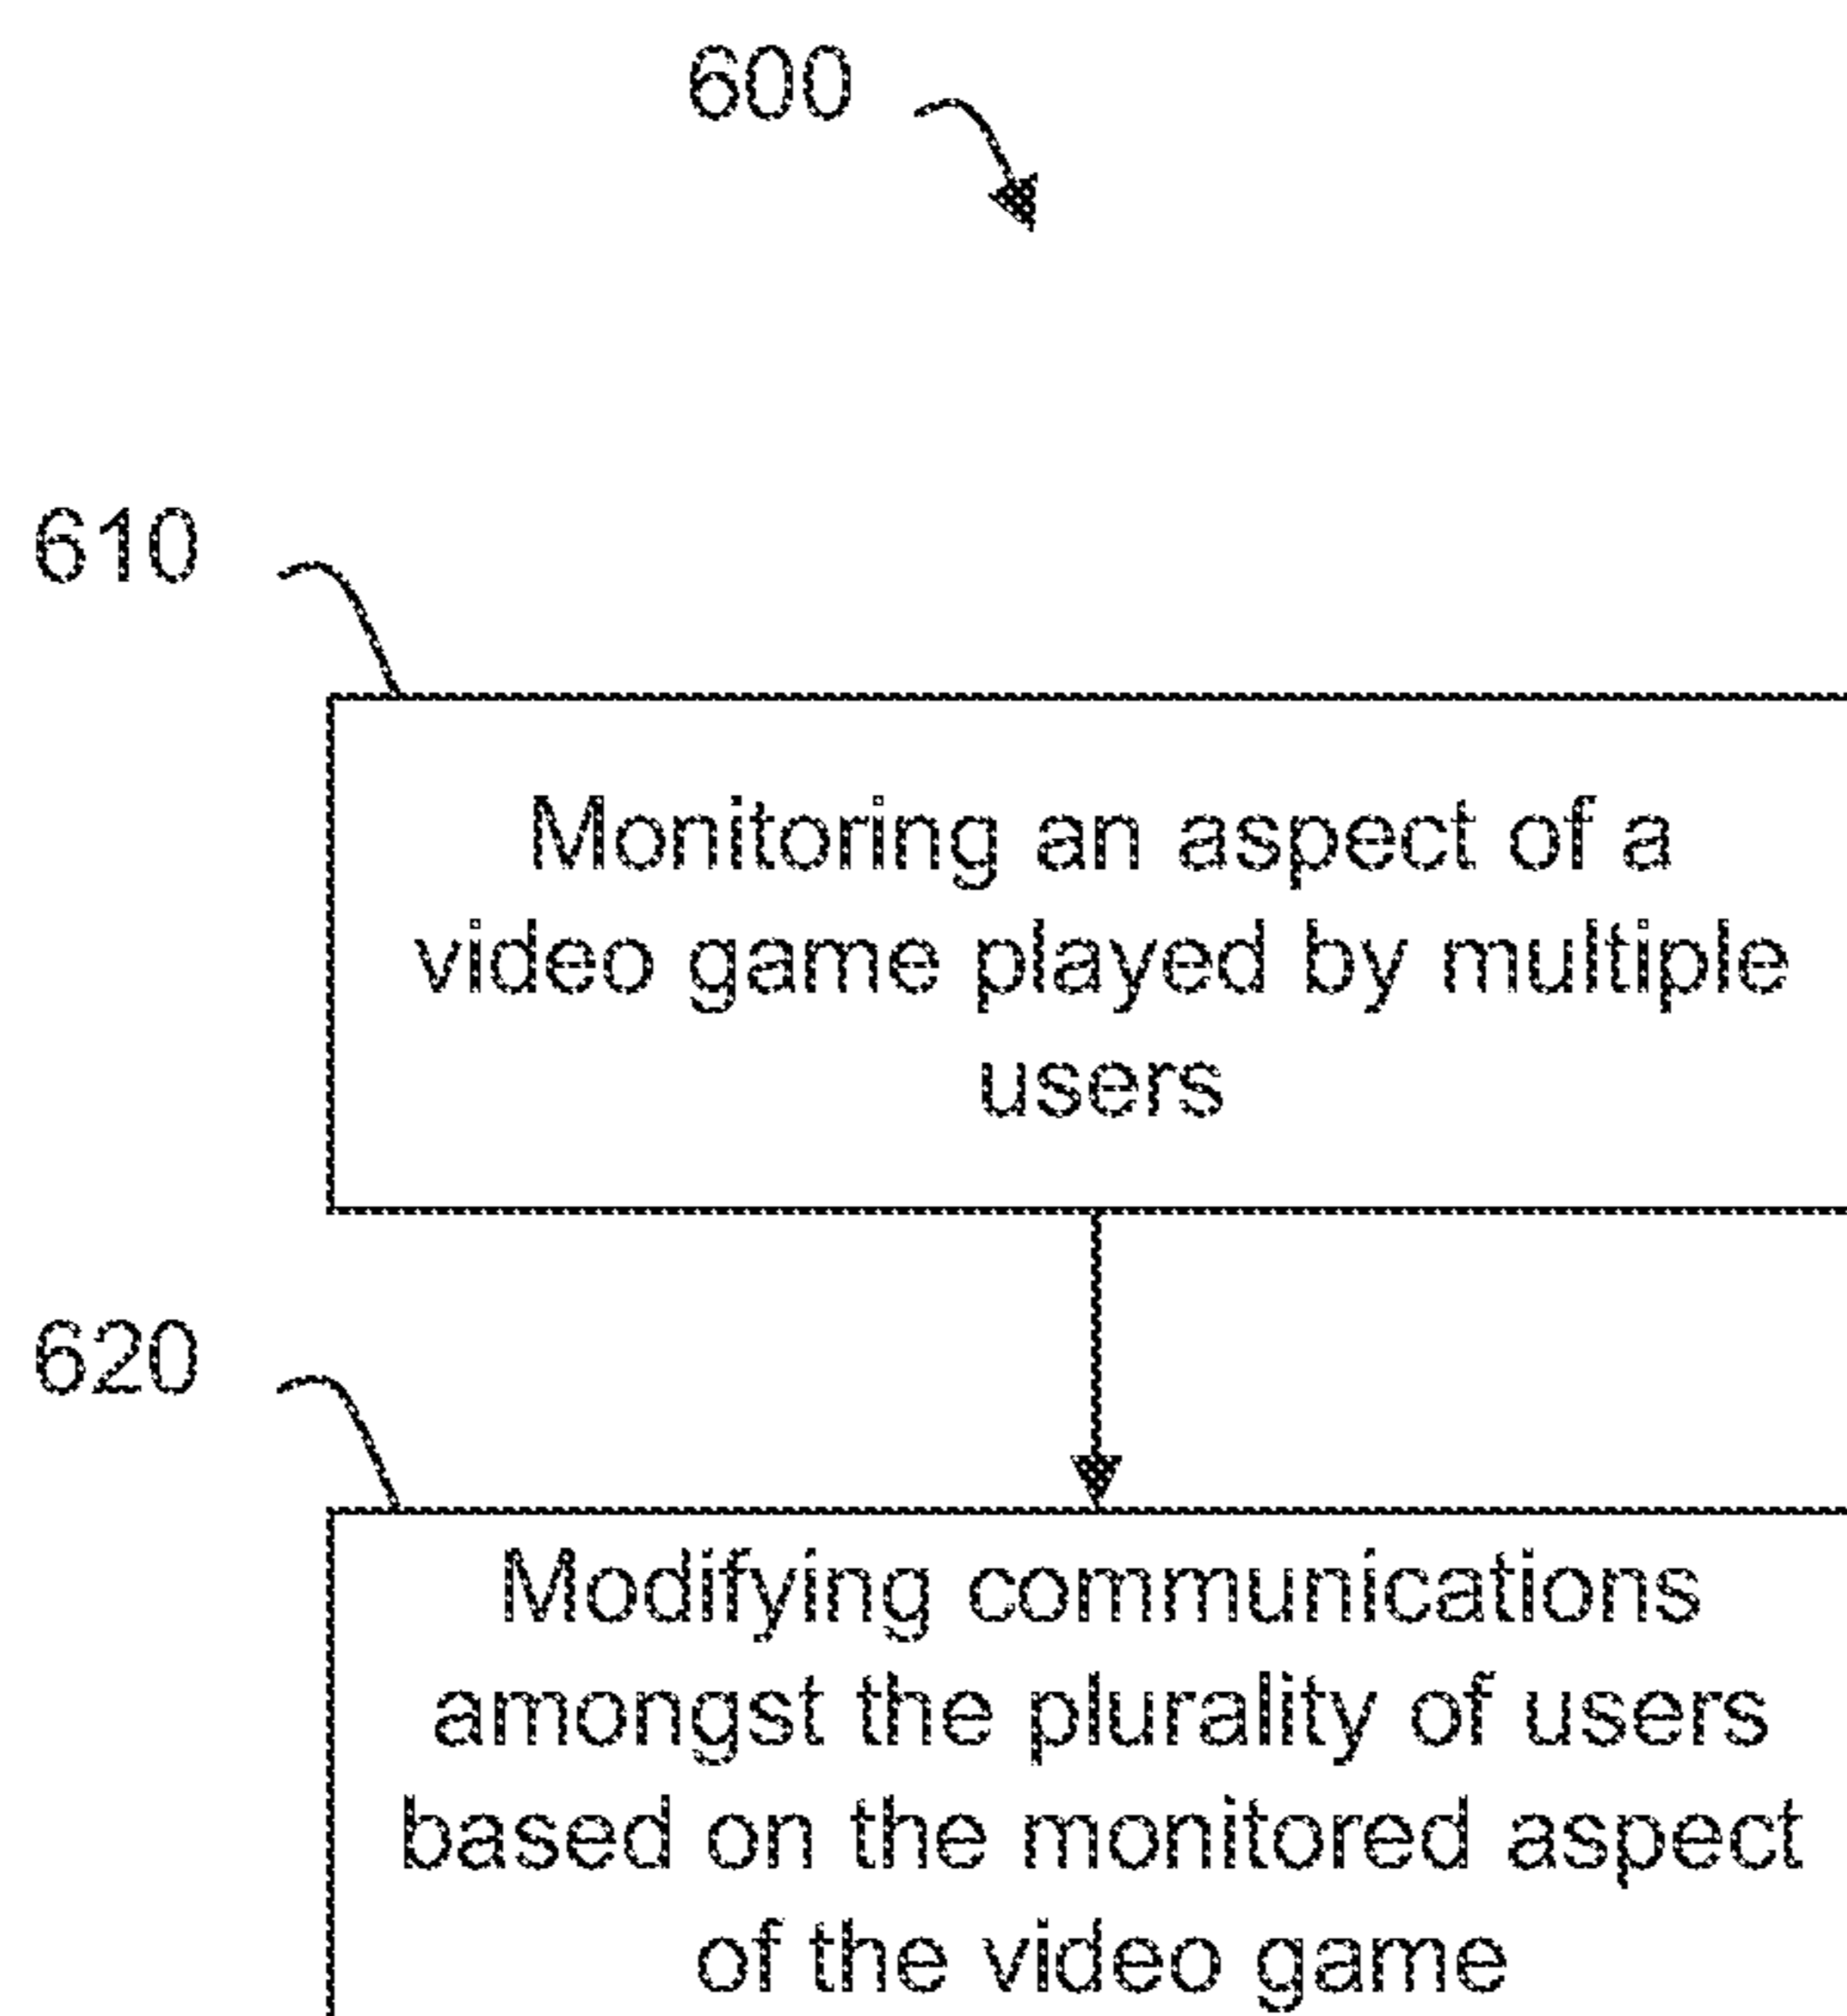 600
610
Monitoring an aspect of a
video game played by multiple
users
620
Modifying communications
amongst the plurality of users
based on the monitored aspect
of the video game